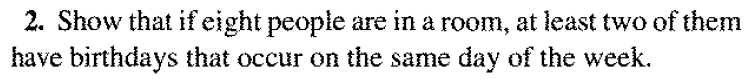 2. Show that if eight people are in a room, at least two of them
have birthdays that occur on the same day of the week.